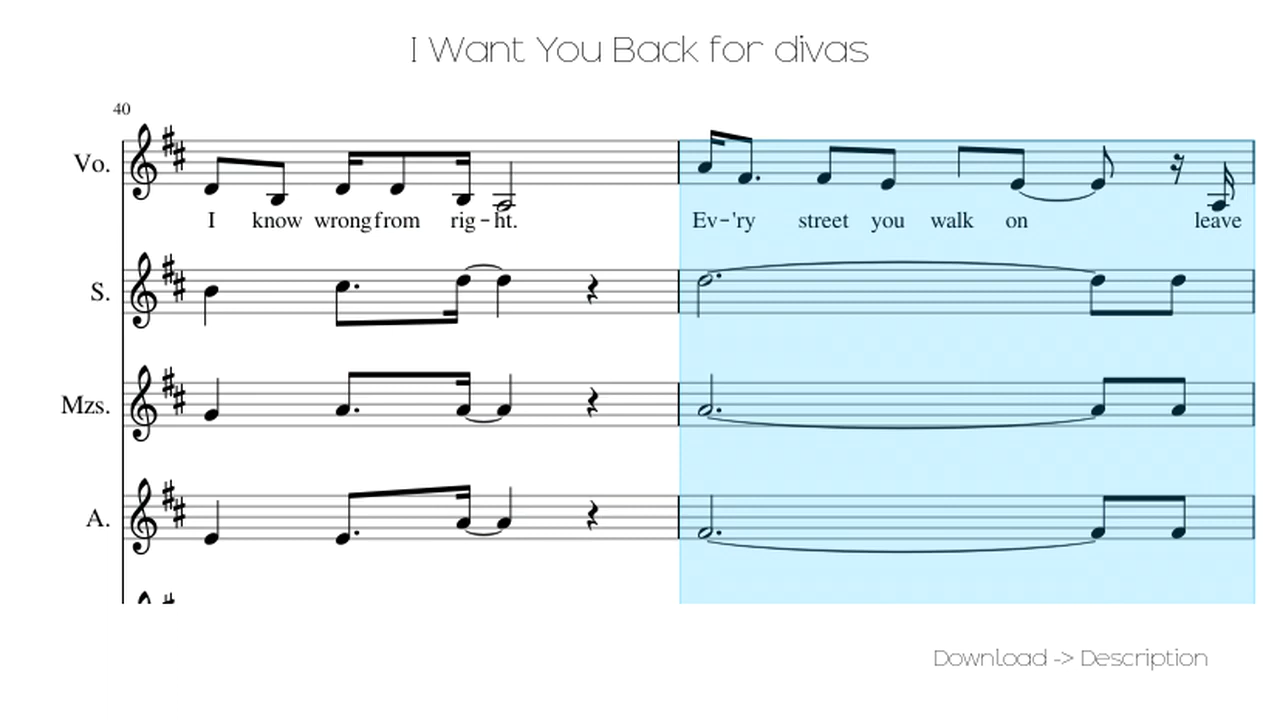 I Want You Back for divas
40
Vo.
I know wrong from rig-ht. Ev-'ry street you walk on leave
S.
Mzs.
A.
Download -> Description